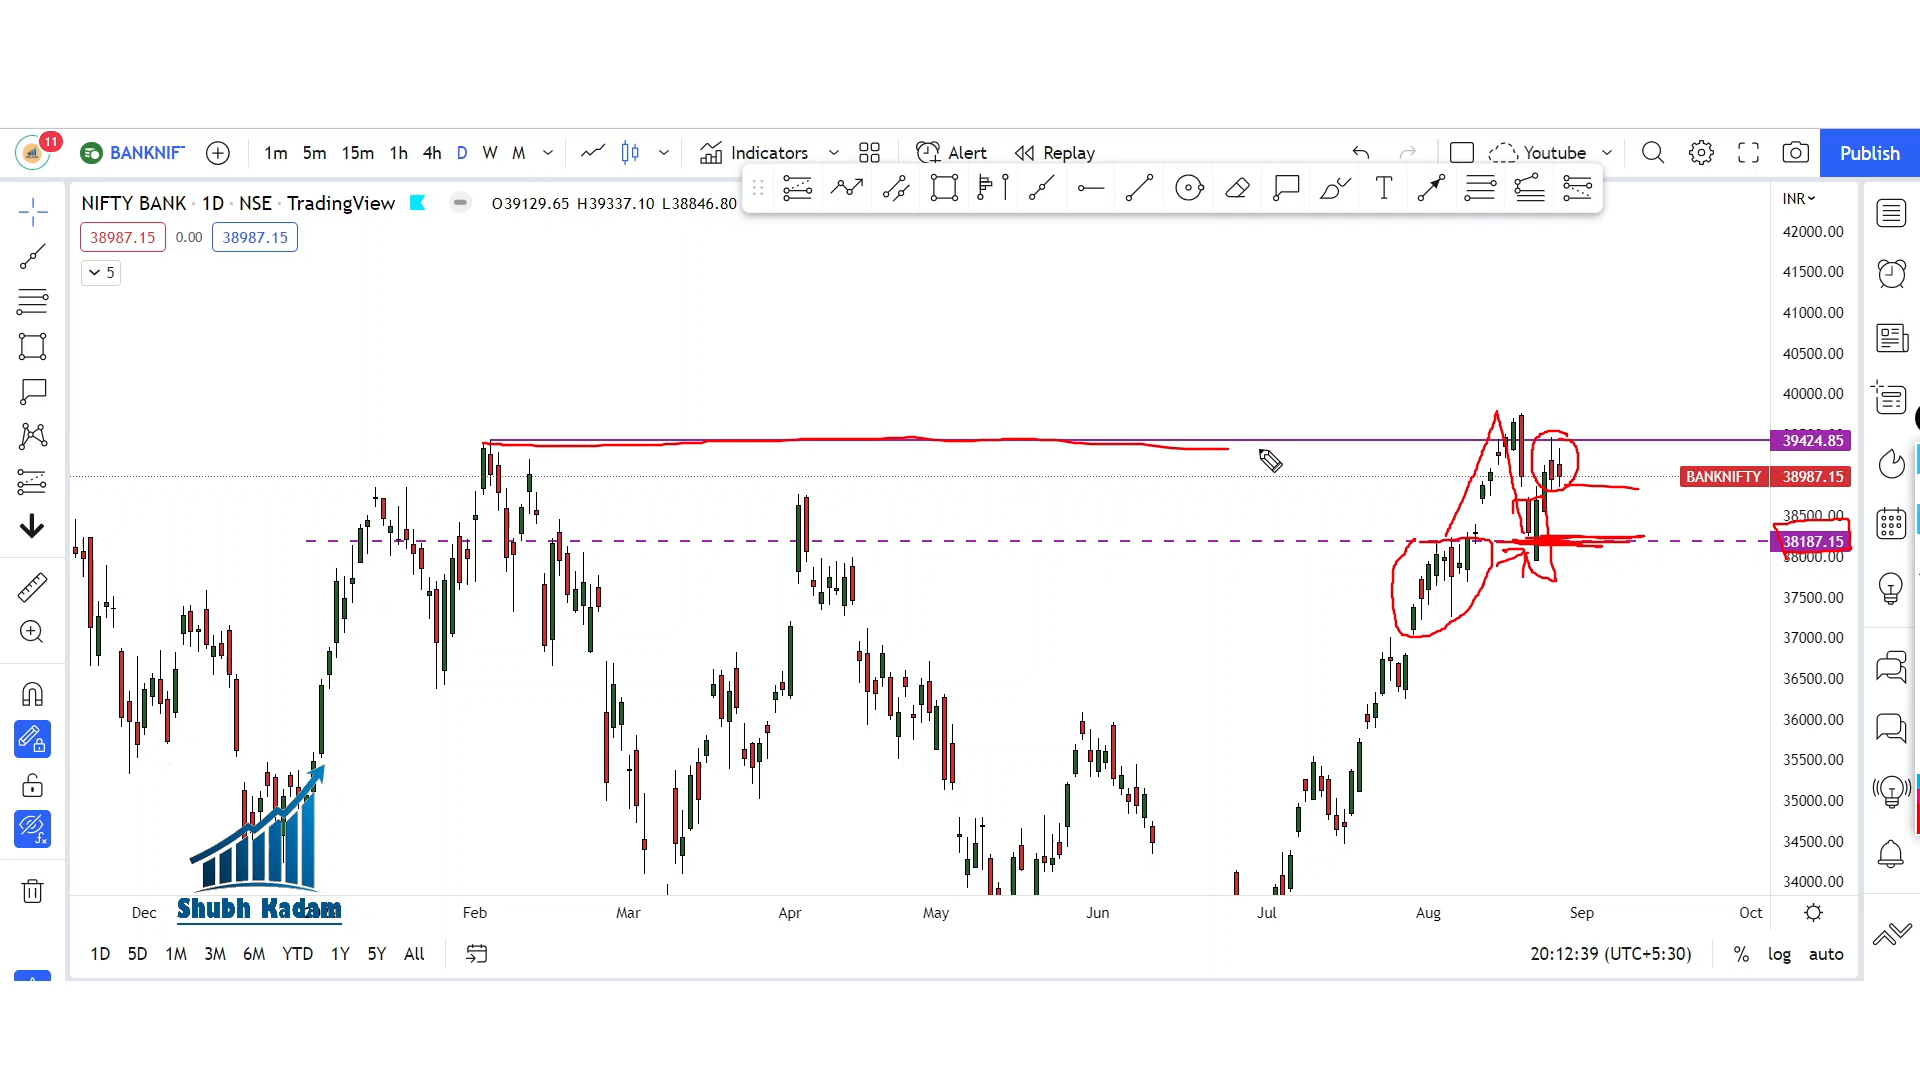 11 BANKNIF 1m 5m 15m 1h 4h D W M Indicators Alert Replay Youtube Publish
NIFTY BANK · 1D · NSE · TradingView O39129.65 H39337.10 L38846.80
INR
38987.15 0.00 38987.15
5
42000.00
41500.00
41000.00
40500.00
40000.00
39424.85
BANKNIFTY 38987.15
38500.00
38187.15
38000.00
37500.00
37000.00
36500.00
36000.00
35500.00
35000.00
34500.00
34000.00
Shubh Kadam
Dec Feb Mar Apr May Jun Jul Aug Sep Oct
1D 5D 1M 3M 6M YTD 1Y 5Y All 20:12:39 (UTC+5:30) % log auto